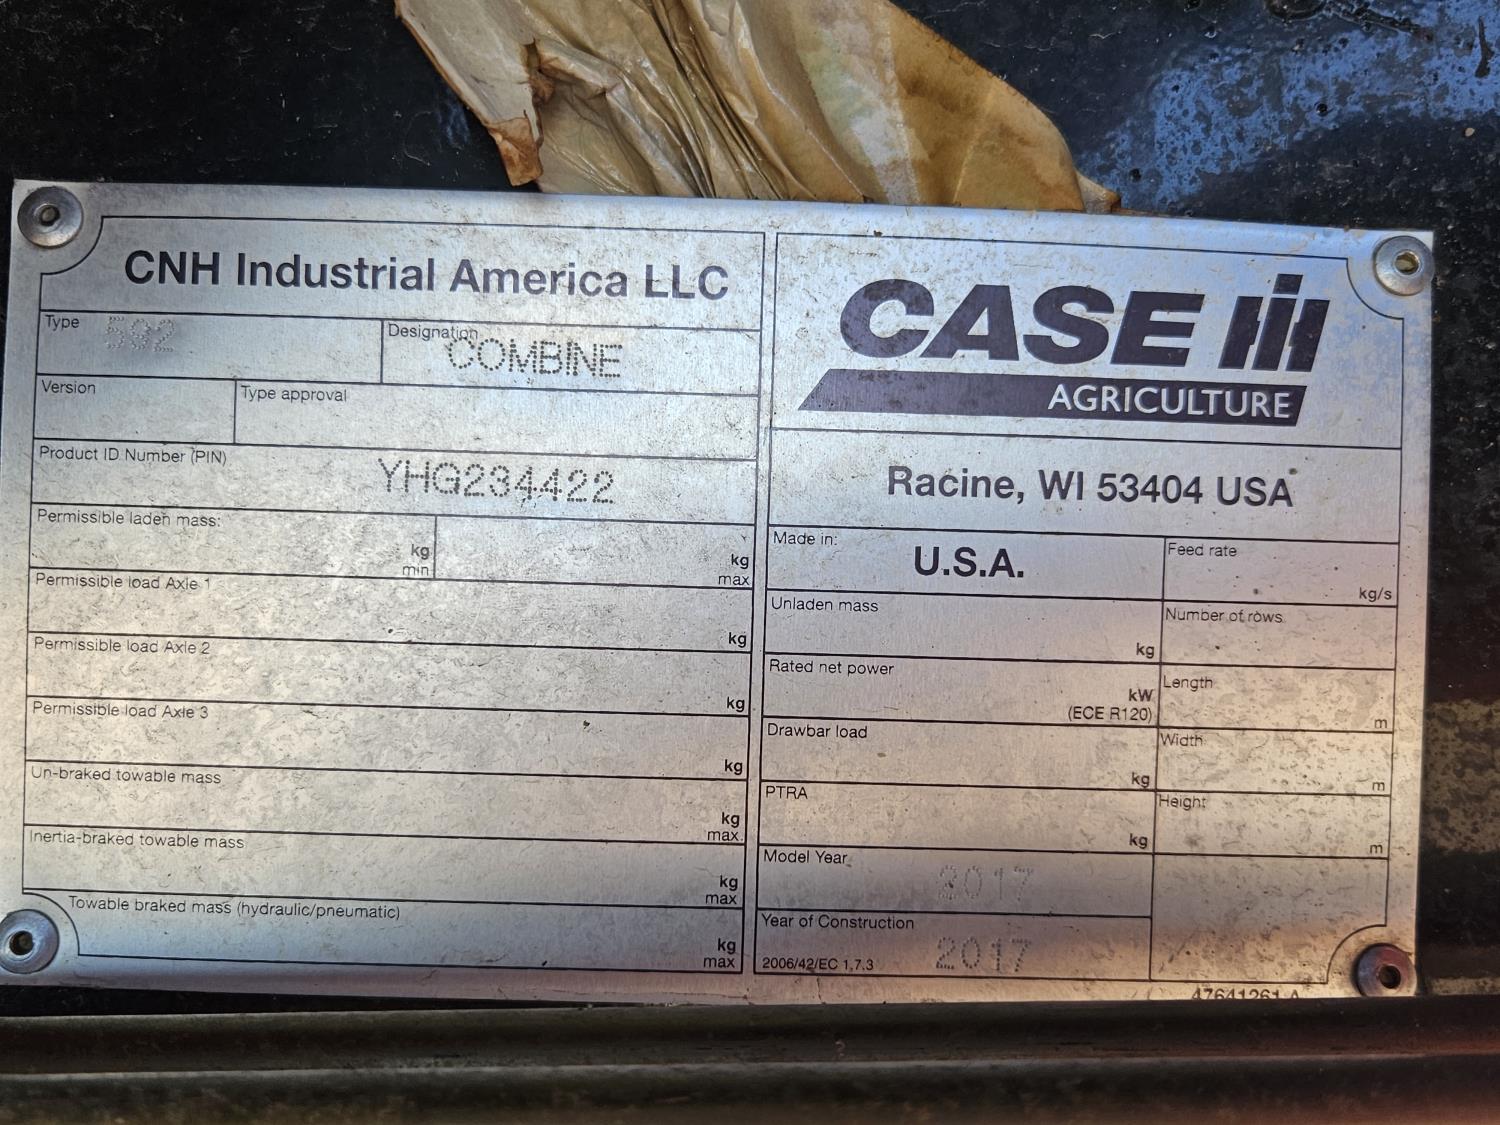 CNH Industrial America LLC
Type 592
Designation COMBINE
Version
Type approval
Product ID Number (PIN) YHG234422
Permissible laden mass:
kg min
kg max
Permissible load Axle 1
kg
Permissible load Axle 2
kg
Permissible load Axle 3
kg
Un-braked towable mass
kg max.
Inertia-braked towable mass
kg max
Towable braked mass (hydraulic/pneumatic)
kg max
CASE IH
AGRICULTURE
Racine, WI 53404 USA
Made in: U.S.A.
Feed rate
kg/s
Unladen mass
kg
Number of rows
Rated net power
kW
(ECE R120)
Length
m
Drawbar load
kg
Width
m
PTRA
kg
Height
m
Model Year 2017
Year of Construction
2006/42/EC 1.7.3 2017
47641261 A